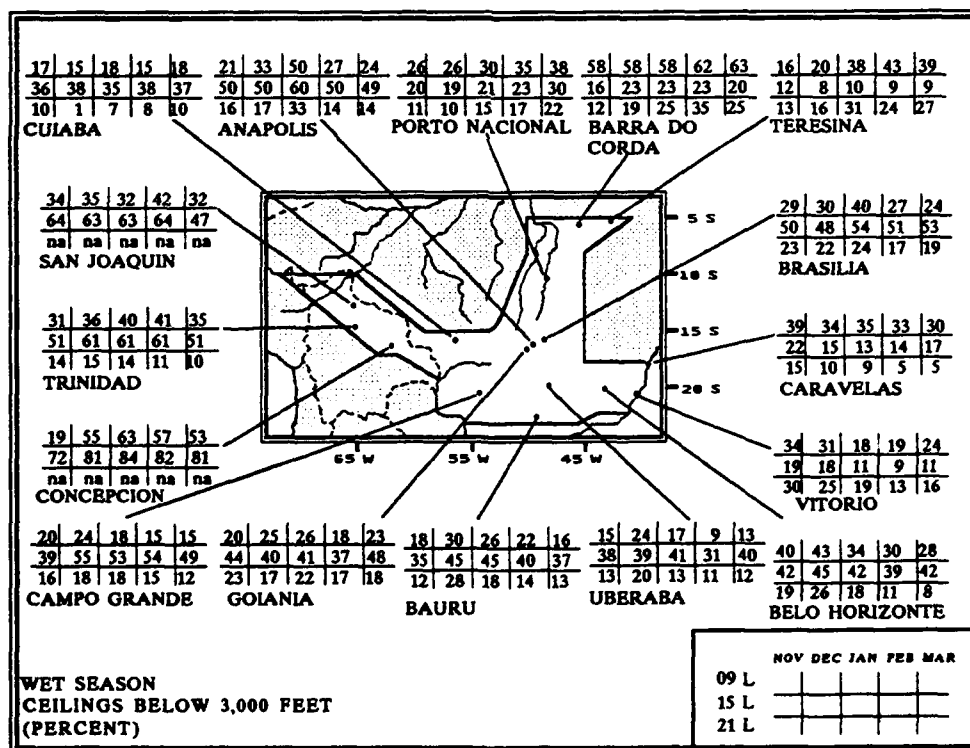 17 15 18 15 18
36 38 35 38 37
10 1 7 8 10
CUIABA
21 33 50 27 24
50 50 60 50 49
16 17 33 14 14
ANAPOLIS
26 26 30 35 38
20 19 21 23 30
11 10 15 17 22
PORTO NACIONAL
58 58 58 62 63
16 23 23 23 20
12 19 25 35 25
BARRA DO
CORDA
16 20 38 43 39
12 8 10 9 9
13 16 31 24 27
TERESINA
34 35 32 42 32
64 63 63 64 47
na na na na na
SAN JOAQUIN
5 S
10 S
15 S
20 S
29 30 40 27 24
50 48 54 51 53
23 22 24 17 19
BRASILIA
31 36 40 41 35
51 61 61 61 51
14 15 14 11 10
TRINIDAD
39 34 35 33 30
22 15 13 14 17
15 10 9 5 5
CARAVELAS
19 55 63 57 53
72 81 84 82 81
na na na na na
CONCEPCION
65 W 55 W 45 W
34 31 18 19 24
19 18 11 9 11
30 25 19 13 16
VITORIO
20 24 18 15 15
39 55 53 54 49
16 18 18 15 12
CAMPO GRANDE
20 25 26 18 23
44 40 41 37 48
23 17 22 17 18
GOIANIA
18 30 26 22 16
35 45 45 40 37
12 28 18 14 13
BAURU
15 24 17 9 13
38 39 41 31 40
13 20 13 11 12
UBERABA
40 43 34 30 28
42 45 42 39 42
19 26 18 11 8
BELO HORIZONTE
WET SEASON
CEILINGS BELOW 3,000 FEET
(PERCENT)
NOV DEC JAN FEB MAR
09 L
15 L
21 L